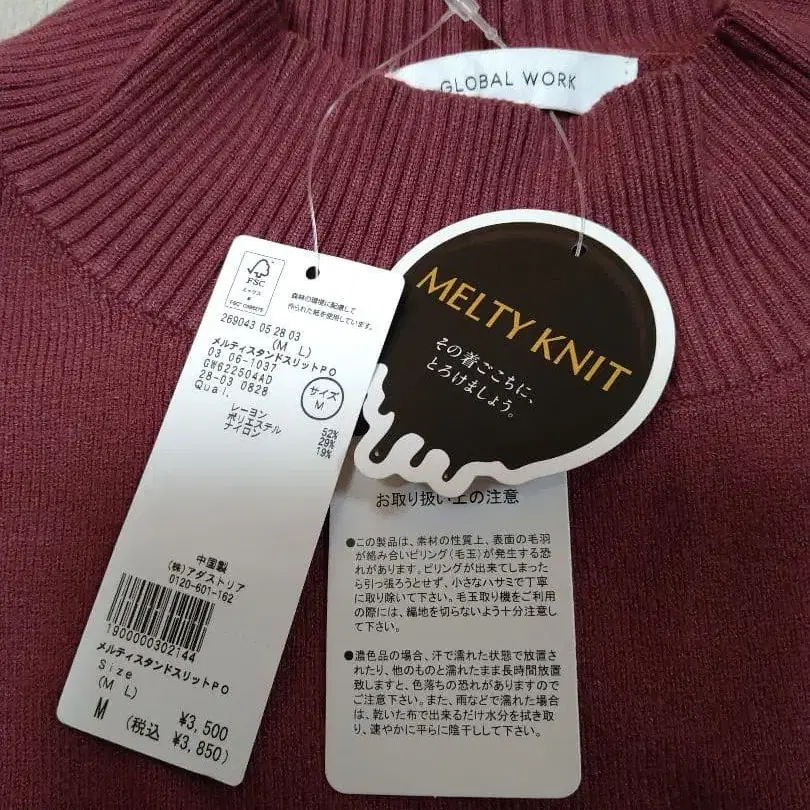 GLOBAL WORK
FSC
ミックス
FSC® C####76
森林の環境に配慮して
作られた紙を使用しています。
269043 05 28 03
(M L)
メルティスタンドスリットPO
03 06-1037
GW622504AD
28-03 0828
Qual.
サイズ
M
レーヨン 52%
ポリエステル 29%
ナイロン 19%
中国製
(株)アダストリア
0120-601-162
1900000302144
メルティスタンドスリットPO
Size
(M L)
M
¥3,500
(税込 ¥3,850)
MELTY KNIT
その着ごこちに、
とろけましょう。
お取り扱い上の注意
●この製品は、素材の性質上、表面の毛羽
が絡み合いピリング(毛玉)が発生する恐
れがあります。ピリングが出来てしまった
ら引っ張ろうとせず、小さなハサミで丁寧
に取り除いて下さい。毛玉取り機をご利用
の際には、編地を切らないよう十分注意し
て下さい。
●濃色品の場合、汗で濡れた状態で放置さ
れたり、他のものと濡れたまま長時間放置
致しますと、色落ちの恐れがありますので
ご注意下さい。また、雨などで濡れた場合
は、乾いた布で出来るだけ水分を拭き取
り、速やかに平らに陰干しして下さい。